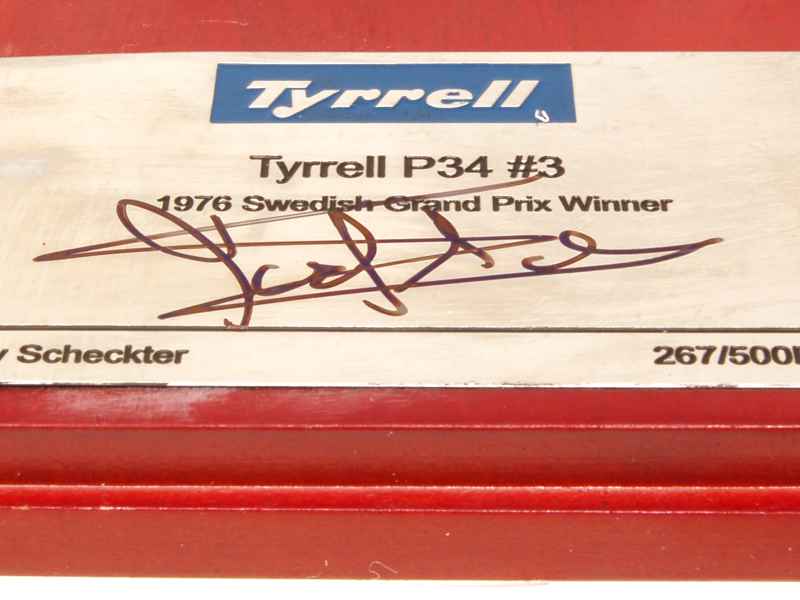 Tyrrell
Tyrrell P34 #3
1976 Swedish Grand Prix Winner
y Scheckter
267/500